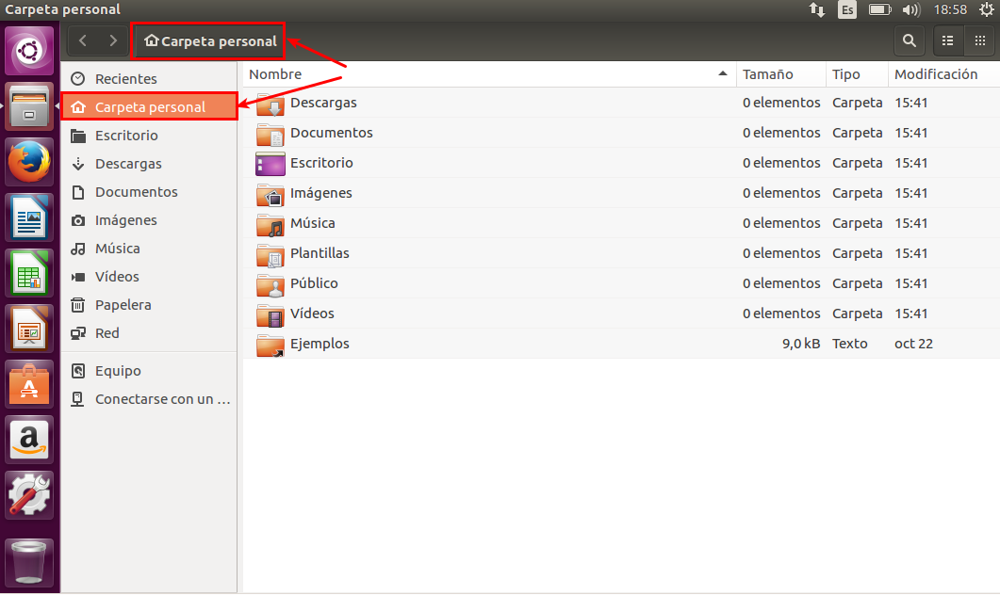 Carpeta personal
Es
18:58
Carpeta personal
Recientes
Carpeta personal
Escritorio
Descargas
Documentos
Imágenes
Música
Vídeos
Papelera
Red
Equipo
Conectarse con un ...
Nombre Tamaño Tipo Modificación
Descargas 0 elementos Carpeta 15:41
Documentos 0 elementos Carpeta 15:41
Escritorio 0 elementos Carpeta 15:41
Imágenes 0 elementos Carpeta 15:41
Música 0 elementos Carpeta 15:41
Plantillas 0 elementos Carpeta 15:41
Público 0 elementos Carpeta 15:41
Vídeos 0 elementos Carpeta 15:41
Ejemplos 9,0 kB Texto oct 22
a